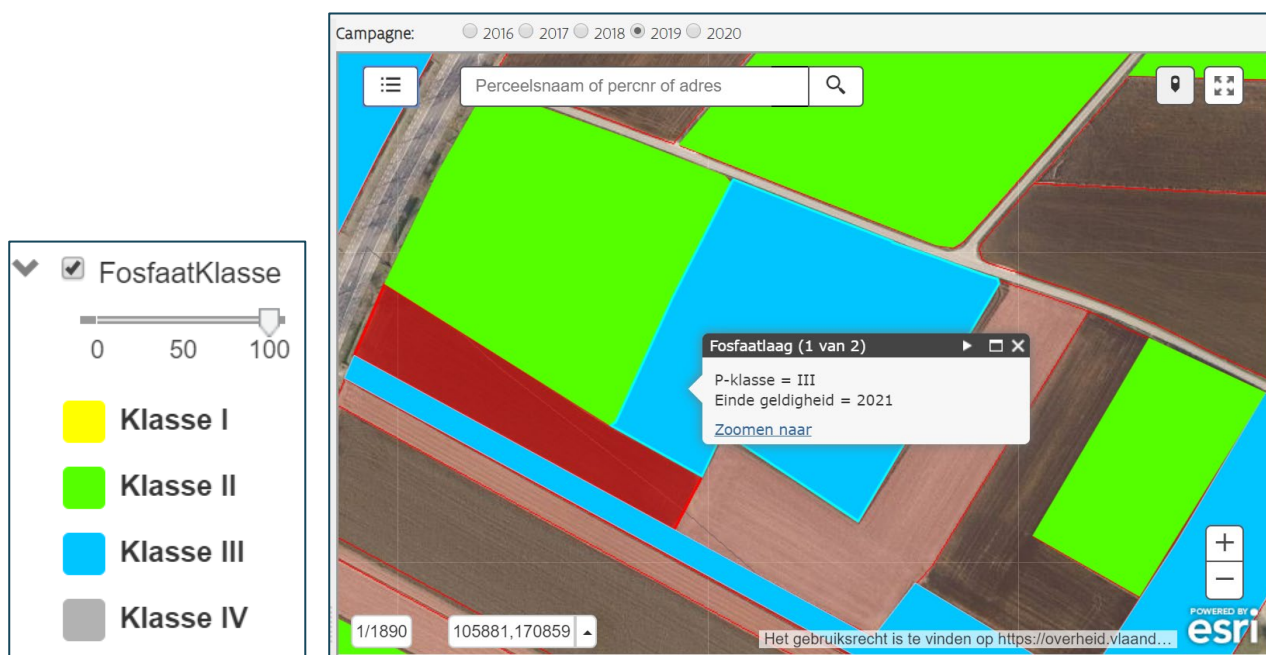 FosfaatKlasse
0 50 100
Klasse I
Klasse II
Klasse III
Klasse IV
Campagne: 2016 2017 2018 2019 2020
Perceelsnaam of percnr of adres
Fosfaatlaag (1 van 2)
P-klasse = III
Einde geldigheid = 2021
Zoomen naar
+
−
1/1890
105881,170859
Het gebruiksrecht is te vinden op https://overheid.vlaand...
POWERED BY
esri